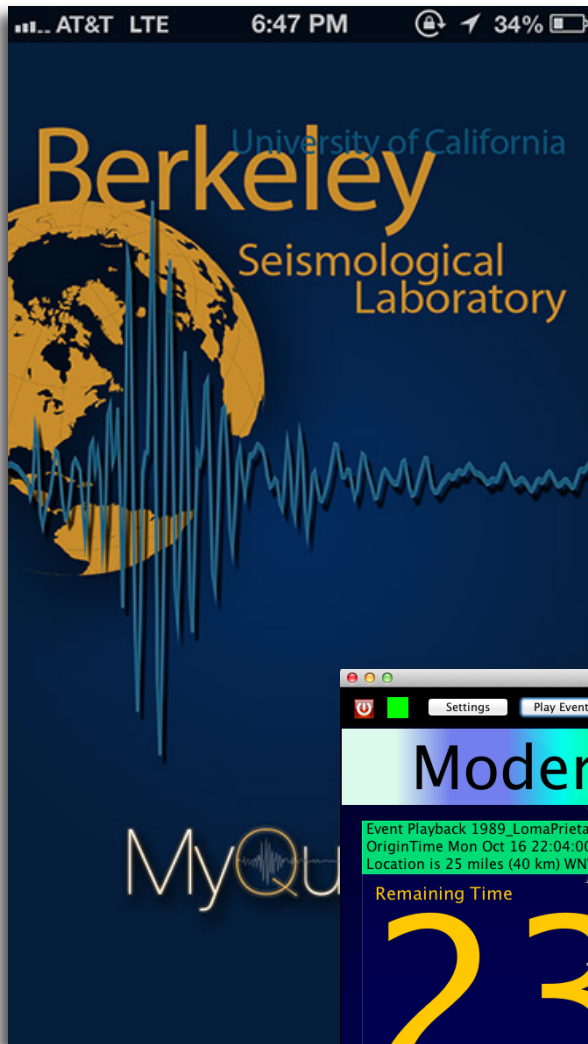 AT&T LTE 6:47 PM 34%
University of California
Berkeley
Seismological
Laboratory
MyQu
Settings Play Event
Moder
Event Playback 1989_LomaPrieta
OriginTime Mon Oct 16 22:04:00
Location is 25 miles (40 km) WN
Remaining Time
23